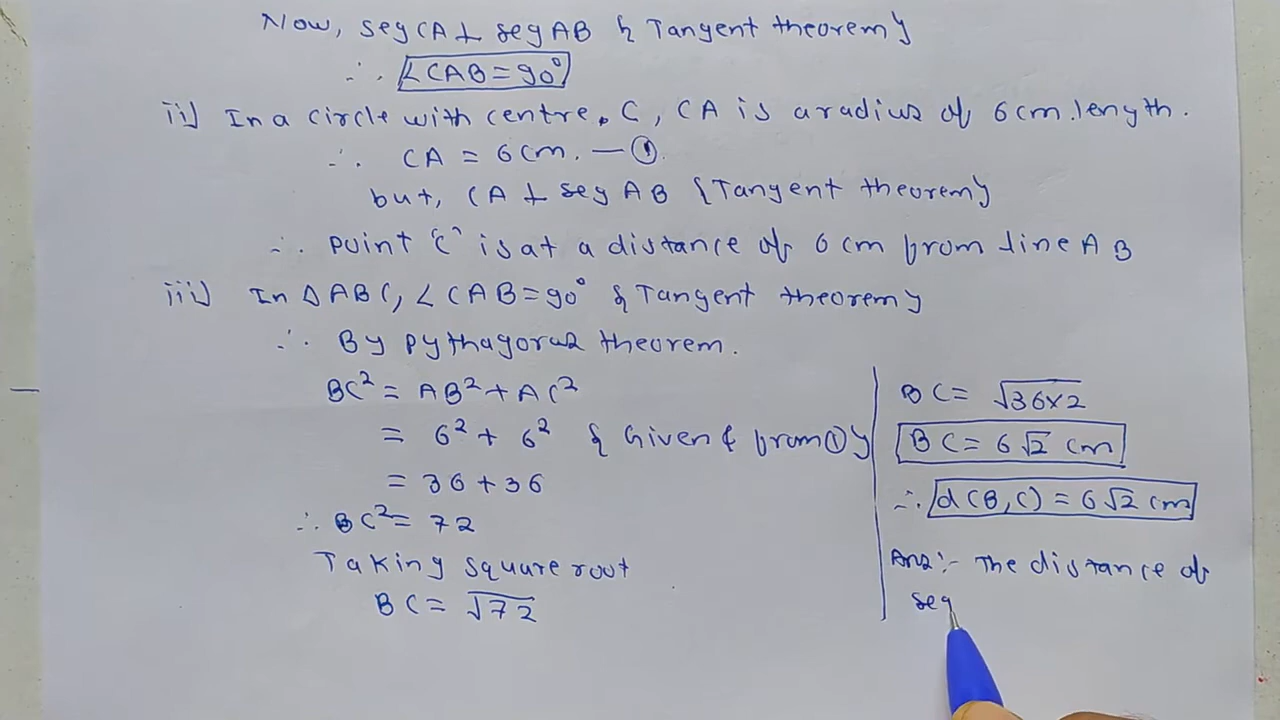 Now, seg CA ⊥ seg AB { Tangent theorem}
∴ ∠CAB = 90°
ii) In a circle with centre, C, CA is a radius of 6cm.length.
∴ CA = 6cm. — ①
but, CA ⊥ seg AB {Tangent theorem}
∴ point 'C' is at a distance of 6 cm from line AB
iii) In △ABC, ∠CAB = 90° { Tangent theorem}
∴ By pythagoras theorem.
BC² = AB² + AC²
= 6² + 6² { Given & from ①}
= 36 + 36
∴ BC² = 72
Taking square root
BC = √72
BC = √36×2
BC = 6√2 cm
∴ d(B,C) = 6√2 cm
Ans:- The distance of
seg